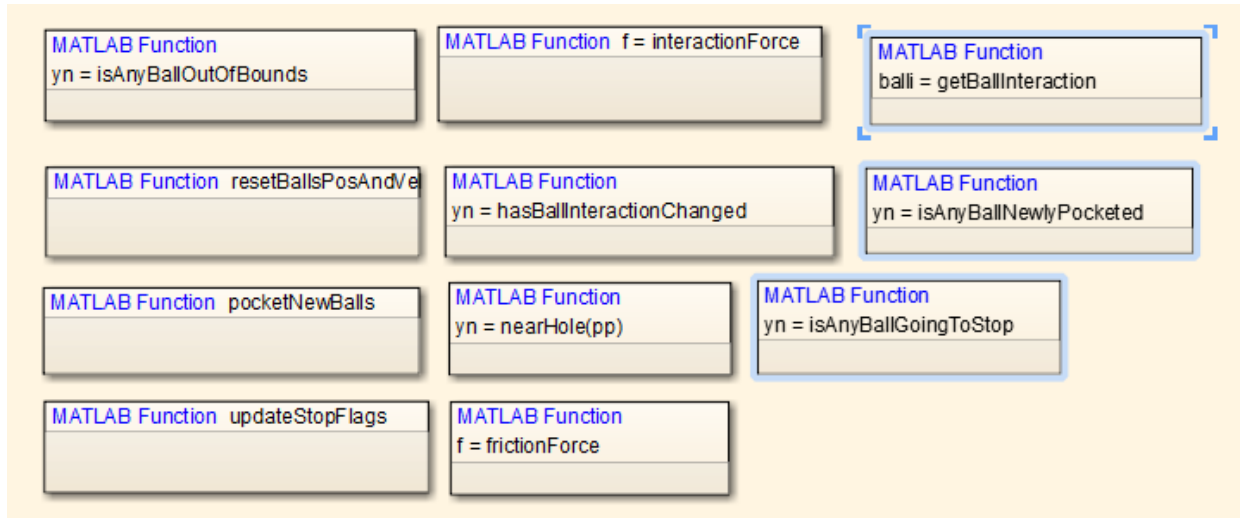 MATLAB Function
yn = isAnyBallOutOfBounds
MATLAB Function f = interactionForce
MATLAB Function
balli = getBallInteraction
MATLAB Function resetBallsPosAndVel
MATLAB Function
yn = hasBallInteractionChanged
MATLAB Function
yn = isAnyBallNewlyPocketed
MATLAB Function pocketNewBalls
MATLAB Function
yn = nearHole(pp)
MATLAB Function
yn = isAnyBallGoingToStop
MATLAB Function updateStopFlags
MATLAB Function
f = frictionForce